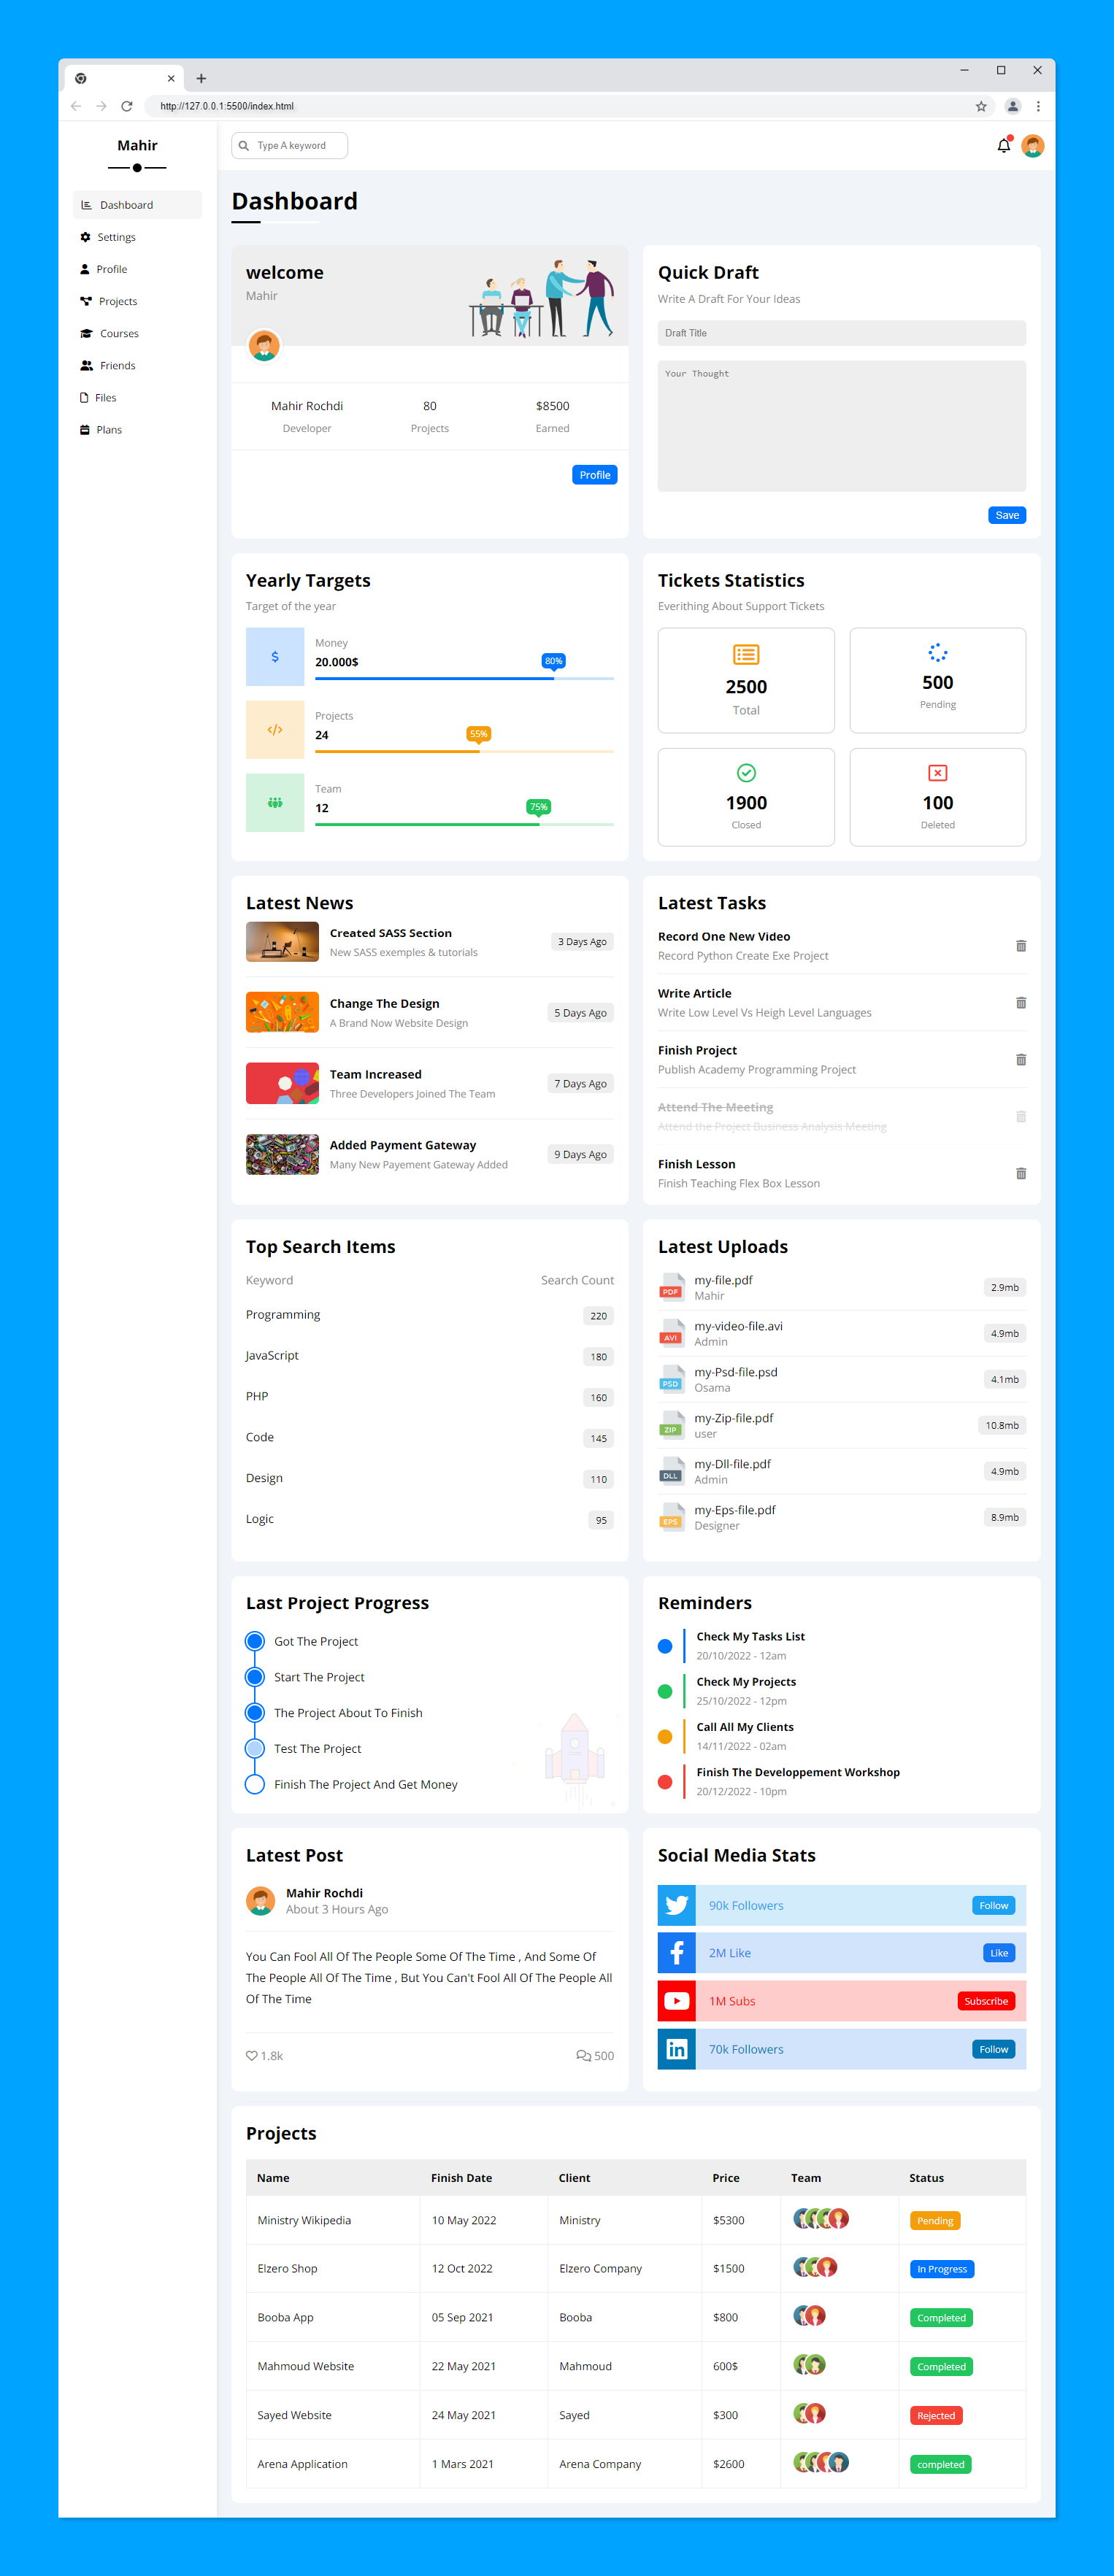 http://127.0.0.1:5500/index.html
Mahir
Dashboard
Settings
Profile
Projects
Courses
Friends
Files
Plans
Type A keyword
Dashboard
welcome
Mahir
Mahir Rochdi
Developer
80
Projects
$8500
Earned
Profile
Quick Draft
Write A Draft For Your Ideas
Draft Title
Your Thought
Save
Yearly Targets
Target of the year
$
Money
20.000$
80%
Projects
24
55%
Team
12
75%
Tickets Statistics
Everithing About Support Tickets
2500
Total
500
Pending
1900
Closed
100
Deleted
Latest News
Created SASS Section
New SASS exemples & tutorials
3 Days Ago
Change The Design
A Brand Now Website Design
5 Days Ago
Team Increased
Three Developers Joined The Team
7 Days Ago
Added Payment Gateway
Many New Payement Gateway Added
9 Days Ago
Latest Tasks
Record One New Video
Record Python Create Exe Project
Write Article
Write Low Level Vs Heigh Level Languages
Finish Project
Publish Academy Programming Project
Attend The Meeting
Attend the Project Business Analysis Meeting
Finish Lesson
Finish Teaching Flex Box Lesson
Top Search Items
Keyword Search Count
Programming 220
JavaScript 180
PHP 160
Code 145
Design 110
Logic 95
Latest Uploads
PDF
my-file.pdf
Mahir
2.9mb
AVI
my-video-file.avi
Admin
4.9mb
PSD
my-Psd-file.psd
Osama
4.1mb
ZIP
my-Zip-file.pdf
user
10.8mb
DLL
my-Dll-file.pdf
Admin
4.9mb
EPS
my-Eps-file.pdf
Designer
8.9mb
Last Project Progress
Got The Project
Start The Project
The Project About To Finish
Test The Project
Finish The Project And Get Money
Reminders
Check My Tasks List
20/10/2022 - 12am
Check My Projects
25/10/2022 - 12pm
Call All My Clients
14/11/2022 - 02am
Finish The Developpement Workshop
20/12/2022 - 10pm
Latest Post
Mahir Rochdi
About 3 Hours Ago
You Can Fool All Of The People Some Of The Time , And Some Of
The People All Of The Time , But You Can't Fool All Of The People All
Of The Time
1.8k 500
Social Media Stats
90k Followers Follow
2M Like Like
1M Subs Subscribe
70k Followers Follow
Projects
Name Finish Date Client Price Team Status
Ministry Wikipedia 10 May 2022 Ministry $5300 Pending
Elzero Shop 12 Oct 2022 Elzero Company $1500 In Progress
Booba App 05 Sep 2021 Booba $800 Completed
Mahmoud Website 22 May 2021 Mahmoud 600$ Completed
Sayed Website 24 May 2021 Sayed $300 Rejected
Arena Application 1 Mars 2021 Arena Company $2600 completed